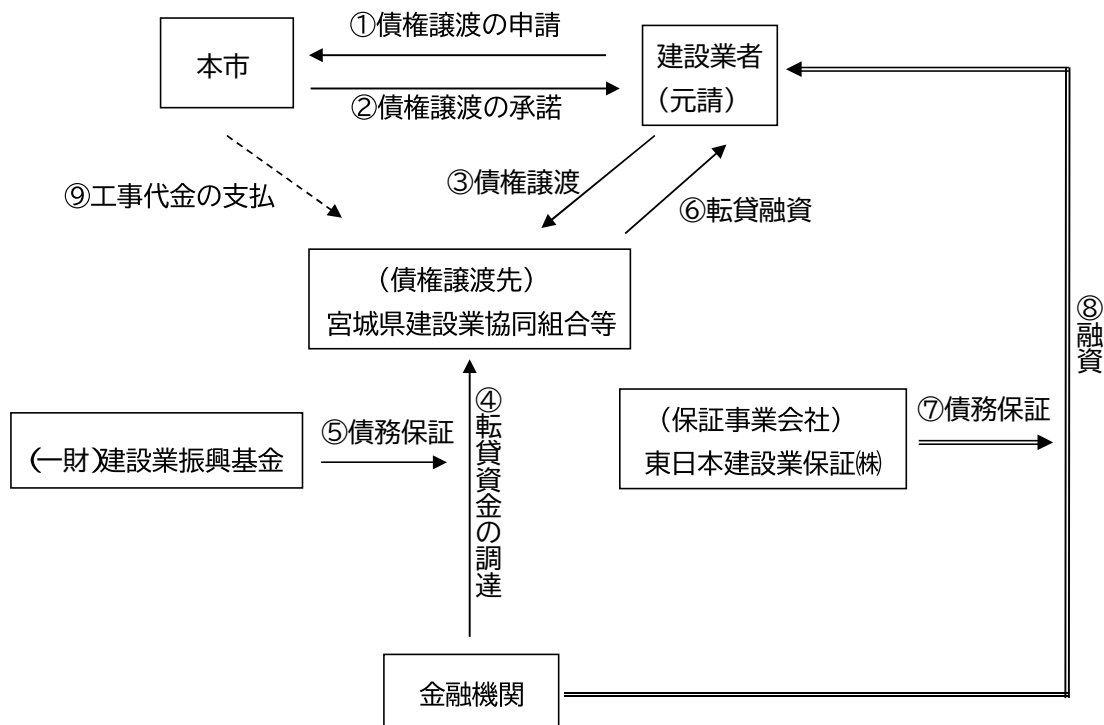 ①債権譲渡の申請
本市
建設業者
(元請)
②債権譲渡の承諾
⑨工事代金の支払
③債権譲渡
⑥転貸融資
(債権譲渡先)
宮城県建設業協同組合等
⑧融資
④転貸資金の調達
(保証事業会社)
東日本建設業保証㈱
⑦債務保証
⑤債務保証
(一財)建設業振興基金
金融機関